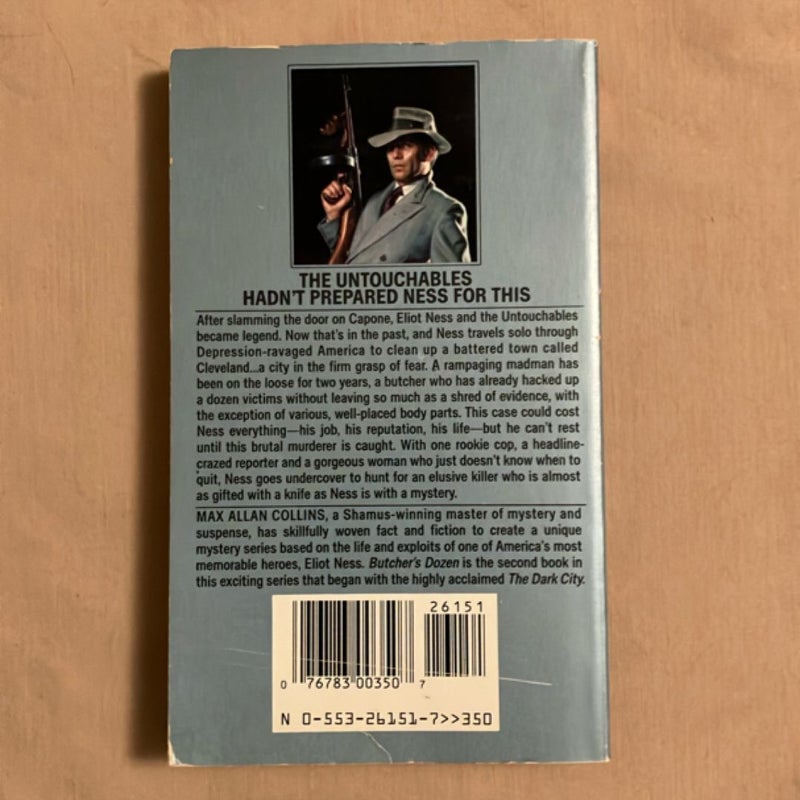 THE UNTOUCHABLES
HADN'T PREPARED NESS FOR THIS
After slamming the door on Capone, Eliot Ness and the Untouchables
became legend. Now that's in the past, and Ness travels solo through
Depression-ravaged America to clean up a battered town called
Cleveland...a city in the firm grasp of fear. A rampaging madman has
been on the loose for two years, a butcher who has already hacked up
a dozen victims without leaving so much as a shred of evidence, with
the exception of various, well-placed body parts. This case could cost
Ness everything—his job, his reputation, his life—but he can't rest
until this brutal murderer is caught. With one rookie cop, a headline-
crazed reporter and a gorgeous woman who just doesn't know when to
quit, Ness goes undercover to hunt for an elusive killer who is almost
as gifted with a knife as Ness is with a mystery.
MAX ALLAN COLLINS, a Shamus-winning master of mystery and
suspense, has skillfully woven fact and fiction to create a unique
mystery series based on the life and exploits of one of America's most
memorable heroes, Eliot Ness. Butcher's Dozen is the second book in
this exciting series that began with the highly acclaimed The Dark City.
26151
0 76783 00350 7
N 0-553-26151-7>>350